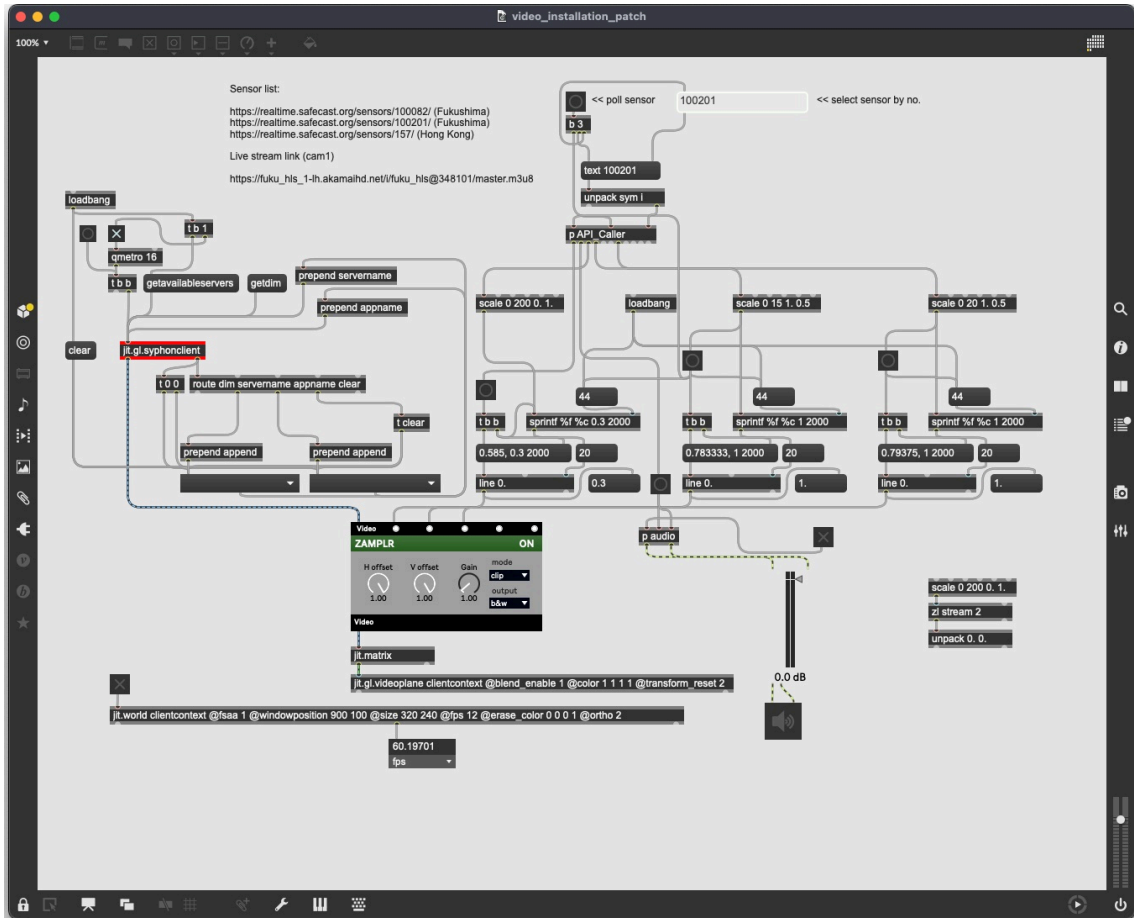 video_installation_patch
100%
Sensor list:
https://realtime.safecast.org/sensors/100082/ (Fukushima)
https://realtime.safecast.org/sensors/100201/ (Fukushima)
https://realtime.safecast.org/sensors/157/ (Hong Kong)
Live stream link (cam1)
https://fuku_hls_1-lh.akamaihd.net/i/fuku_hls@348101/master.m3u8
<< poll sensor
100201
<< select sensor by no.
b 3
text 100201
unpack sym l
p API_Caller
loadbang
t b 1
qmetro 16
t b b
getavailableservers
getdim
prepend servername
prepend appname
clear
jit.gl.syphonclient
t 0 0
route dim servername appname clear
t clear
prepend append
prepend append
scale 0 200 0. 1.
loadbang
scale 0 15 1. 0.5
scale 0 20 1. 0.5
44
44
44
t b b
sprintf %f %c 0.3 2000
t b b
sprintf %f %c 1 2000
t b b
sprintf %f %c 1 2000
0.585, 0.3 2000
20
0.783333, 1 2000
20
0.79375, 1 2000
20
line 0.
0.3
line 0.
1.
line 0.
1.
Video
ZAMPLR
ON
H offset
V offset
Gain
mode
clip
output
b&w
1.00
1.00
1.00
Video
p audio
scale 0 200 0. 1.
zl stream 2
unpack 0. 0.
jit.matrix
jit.gl.videoplane clientcontext @blend_enable 1 @color 1 1 1 1 @transform_reset 2
0.0 dB
jit.world clientcontext @fsaa 1 @windowposition 900 100 @size 320 240 @fps 12 @erase_color 0 0 0 1 @ortho 2
60.19701
fps